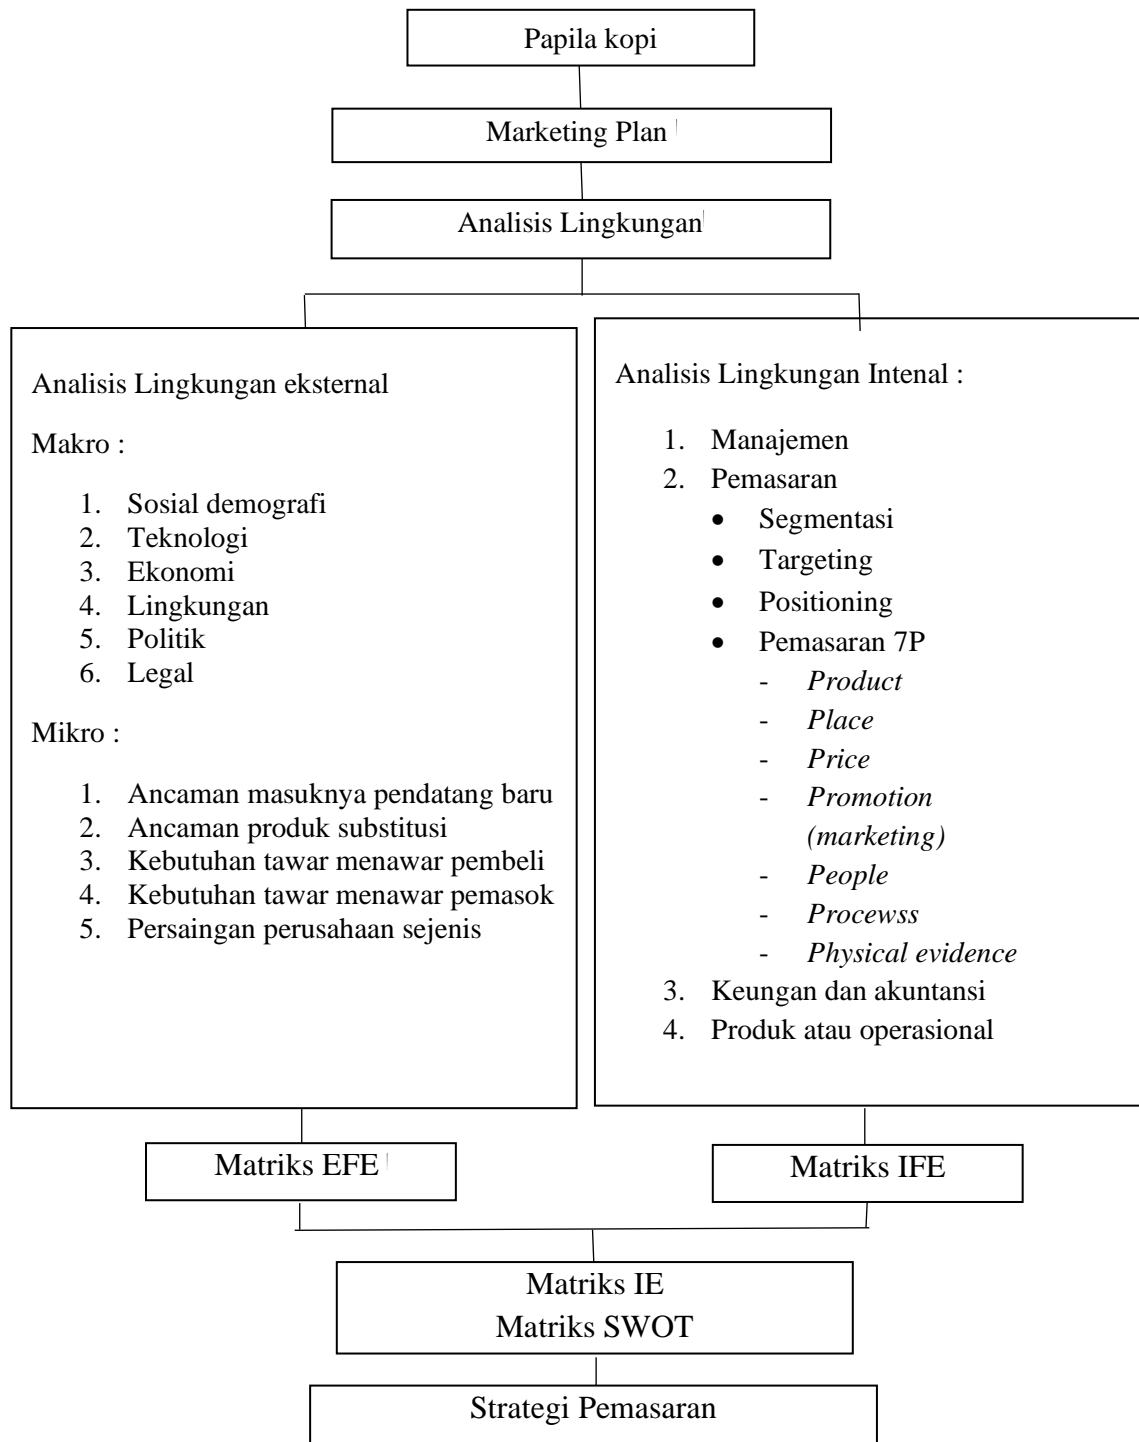 Papila kopi
Marketing Plan
Analisis Lingkungan
Analisis Lingkungan eksternal
Makro :
1. Sosial demografi
2. Teknologi
3. Ekonomi
4. Lingkungan
5. Politik
6. Legal
Mikro :
1. Ancaman masuknya pendatang baru
2. Ancaman produk substitusi
3. Kebutuhan tawar menawar pembeli
4. Kebutuhan tawar menawar pemasok
5. Persaingan perusahaan sejenis
Analisis Lingkungan Intenal :
1. Manajemen
2. Pemasaran
• Segmentasi
• Targeting
• Positioning
• Pemasaran 7P
- Product
- Place
- Price
- Promotion
(marketing)
- People
- Procewss
- Physical evidence
3. Keungan dan akuntansi
4. Produk atau operasional
Matriks EFE
Matriks IFE
Matriks IE
Matriks SWOT
Strategi Pemasaran